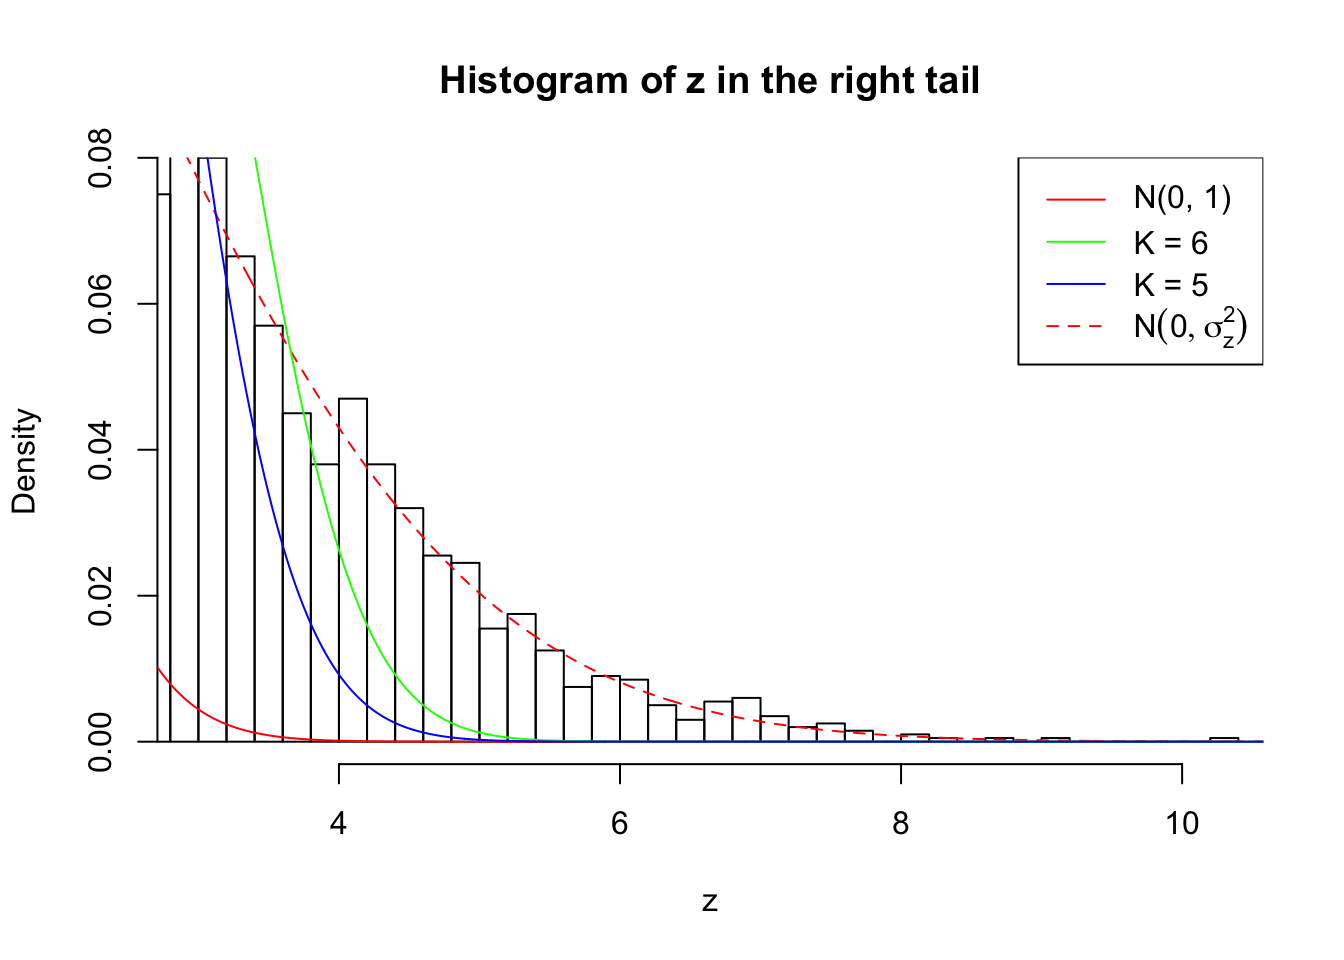 Histogram of z in the right tail
N(0, 1)
K = 6
K = 5
N(0, σ_z^2)
Density
0.00 0.02 0.04 0.06 0.08
4 6 8 10
z